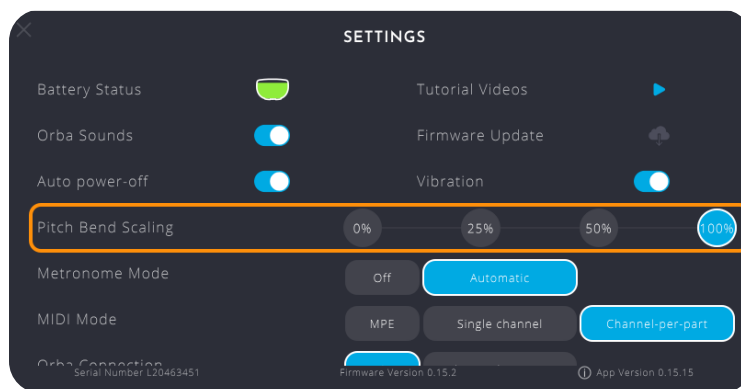 SETTINGS
Battery Status
Tutorial Videos
Orba Sounds
Firmware Update
Auto power-off
Vibration
Pitch Bend Scaling 0% 25% 50% 100%
Metronome Mode Off Automatic
MIDI Mode MPE Single channel Channel-per-part
Orba Connection
Serial Number L20463451 Firmware Version 0.15.2 App Version 0.15.15